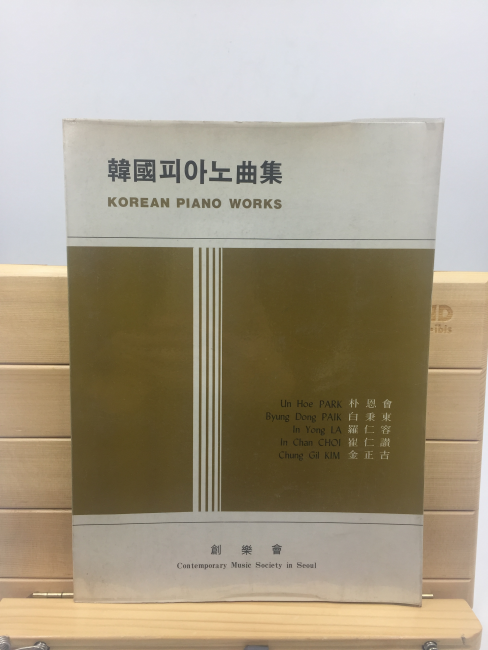 韓國피아노曲集
KOREAN PIANO WORKS
Un Hoe PARK 朴恩會
Byung Dong PAIK 白秉東
In Yong LA 羅仁容
In Chan CHOI 崔仁讚
Chung Gil KIM 金正吉
創樂會
Contemporary Music Society in Seoul